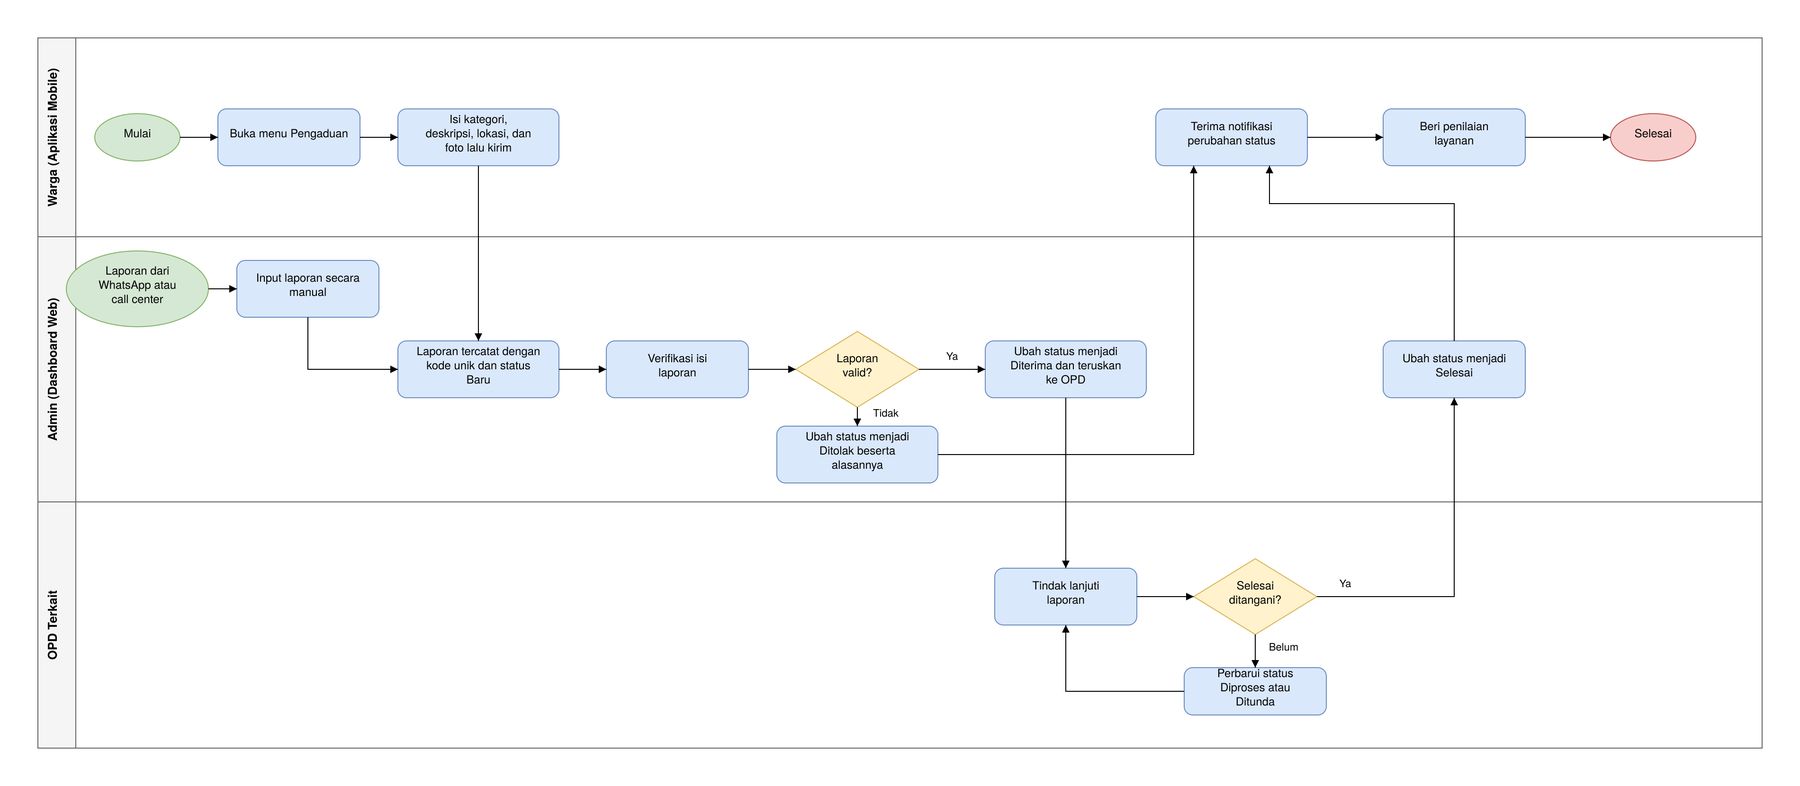 Warga (Aplikasi Mobile)
Mulai
Buka menu Pengaduan
Isi kategori,
deskripsi, lokasi, dan
foto lalu kirim
Terima notifikasi
perubahan status
Beri penilaian
layanan
Selesai
Admin (Dashboard Web)
Laporan dari
WhatsApp atau
call center
Input laporan secara
manual
Laporan tercatat dengan
kode unik dan status
Baru
Verifikasi isi
laporan
Laporan
valid?
Ya
Ubah status menjadi
Diterima dan teruskan
ke OPD
Tidak
Ubah status menjadi
Ditolak beserta
alasannya
Ubah status menjadi
Selesai
OPD Terkait
Tindak lanjuti
laporan
Selesai
ditangani?
Ya
Belum
Perbarui status
Diproses atau
Ditunda